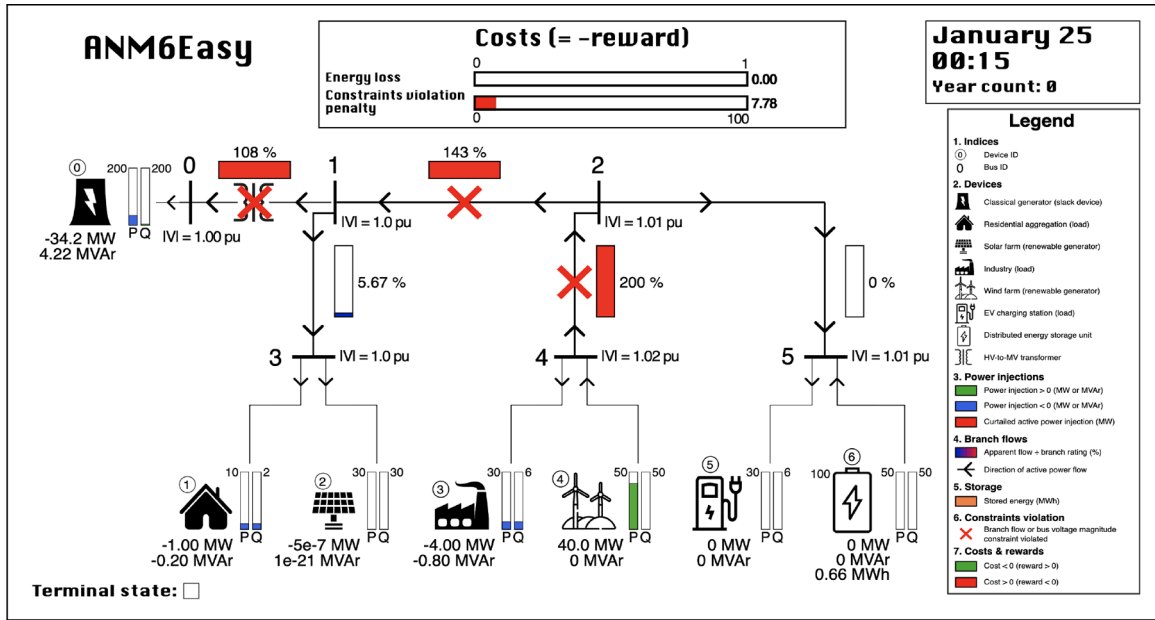 ANM6Easy
Costs (= -reward)
0 1
Energy loss 0.00
Constraints violation
penalty 7.78
0 100
January 25
00:15
Year count: 0
Legend
1. Indices
0 Device ID
0 Bus ID
2. Devices
Classical generator (slack device)
Residential aggregation (load)
Solar farm (renewable generator)
Industry (load)
Wind farm (renewable generator)
EV charging station (load)
Distributed energy storage unit
HV-to-MV transformer
3. Power injections
Power injection > 0 (MW or MVAr)
Power injection < 0 (MW or MVAr)
Curtailed active power injection (MW)
4. Branch flows
Apparent flow ÷ branch rating (%)
Direction of active power flow
5. Storage
Stored energy (MWh)
6. Constraints violation
Branch flow or bus voltage magnitude
constraint violated
7. Costs & rewards
Cost < 0 (reward > 0)
Cost > 0 (reward < 0)
108 % 143 %
0 200 200 0 1 2
|V| = 1.00 pu |V| = 1.0 pu |V| = 1.01 pu
P Q
-34.2 MW
4.22 MVAr
5.67 % 200 % 0 %
3 |V| = 1.0 pu 4 |V| = 1.02 pu 5 |V| = 1.01 pu
1 10 2
P Q
-1.00 MW
-0.20 MVAr
2 30 30
P Q
-5e-7 MW
1e-21 MVAr
3 30 6
P Q
-4.00 MW
-0.80 MVAr
4 50 50
P Q
40.0 MW
0 MVAr
5 30 6
P Q
0 MW
0 MVAr
6 100 50 50
P Q
0 MW
0 MVAr
0.66 MWh
Terminal state: